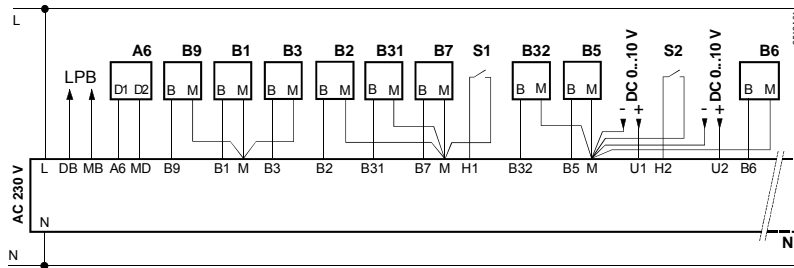 L
A6 B9 B1 B3 B2 B31 B7 S1 B32 B5 DC 0...10 V S2 DC 0...10 V B6
LPB
D1 D2 B M B M B M B M B M B M B M B M - + - + B M
L DB MB A6 MD B9 B1 M B3 B2 B31 B7 M H1 B32 B5 M U1 H2 U2 B6
AC 230 V
N
N
N